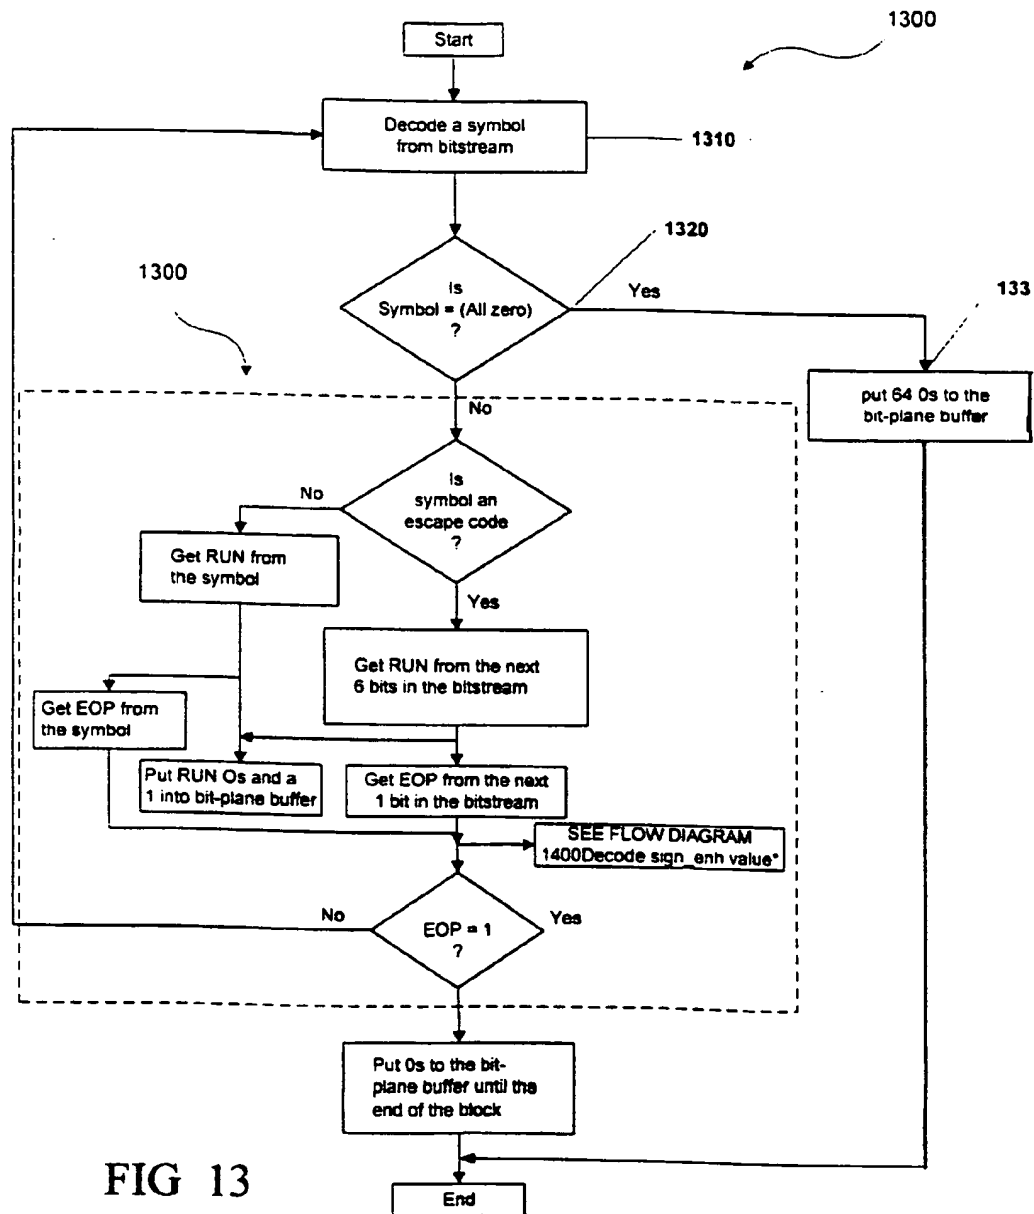 1300
Start
Decode a symbol
from bitstream
1310
1320
1300
Is
Symbol = (All zero)
?
Yes
133
put 64 0s to the
bit-plane buffer
No
Is
symbol an
escape code
?
No
Get RUN from
the symbol
Yes
Get RUN from the next
6 bits in the bitstream
Get EOP from
the symbol
Put RUN Os and a
1 into bit-plane buffer
Get EOP from the next
1 bit in the bitstream
SEE FLOW DIAGRAM
1400Decode sign_enh value*
No
Yes
EOP = 1
?
Put 0s to the bit-
plane buffer until the
end of the block
FIG 13
End